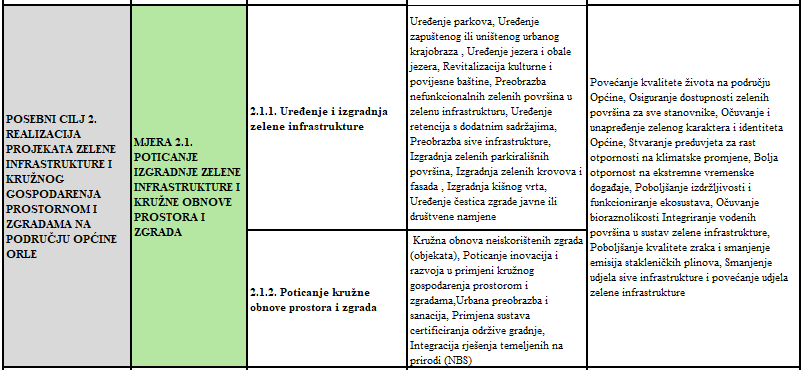 POSEBNI CILJ 2.
REALIZACIJA
PROJEKATA ZELENE
INFRASTRUKTURE I
KRUŽNOG
GOSPODARENJA
PROSTORNOM I
ZGRADAMA NA
PODRUČJU OPĆINE
ORLE
MJERA 2.1.
POTICANJE
IZGRADNJE ZELENE
INFRASTRUKTURE I
KRUŽNE OBNOVE
PROSTORA I
ZGRADA
2.1.1. Uređenje i izgradnja
zelene infrastrukture
Uređenje parkova, Uređenje
zapuštenog ili uništenog urbanog
krajobraza , Uređenje jezera i obale
jezera, Revitalizacija kulturne i
povijesne baštine, Preobrazba
nefunkcionalnih zelenih površina u
zelenu infrastrukturu, Uređenje
retencija s dodatnim sadržajima,
Preobrazba sive infrastrukture,
Izgradnja zelenih parkirališnih
površina, Izgradnja zelenih krovova i
fasada , Izgradnja kišnog vrta,
Uređenje čestica zgrade javne ili
društvene namjene
2.1.2. Poticanje kružne
obnove prostora i zgrada
Kružna obnova neiskorištenih zgrada
(objekata), Poticanje inovacija i
razvoja u primjeni kružnog
gospodarenja prostorom i
zgradama,Urbana preobrazba i
sanacija, Primjena sustava
certificiranja održive gradnje,
Integracija rješenja temeljenih na
prirodi (NBS)
Povećanje kvalitete života na području
Općine, Osiguranje dostupnosti zelenih
površina za sve stanovnike, Očuvanje i
unapređenje zelenog karaktera i identiteta
Općine, Stvaranje preduvjeta za rast
otpornosti na klimatske promjene, Bolja
otpornost na ekstremne vremenske
događaje, Poboljšanje izdržljivosti i
funkcioniranje ekosustava, Očuvanje
bioraznolikosti Integriranje vodenih
površina u sustav zelene infrastrukture,
Poboljšanje kvalitete zraka i smanjenje
emisija stakleničkih plinova, Smanjenje
udjela sive infrastrukture i povećanje udjela
zelene infrastrukture